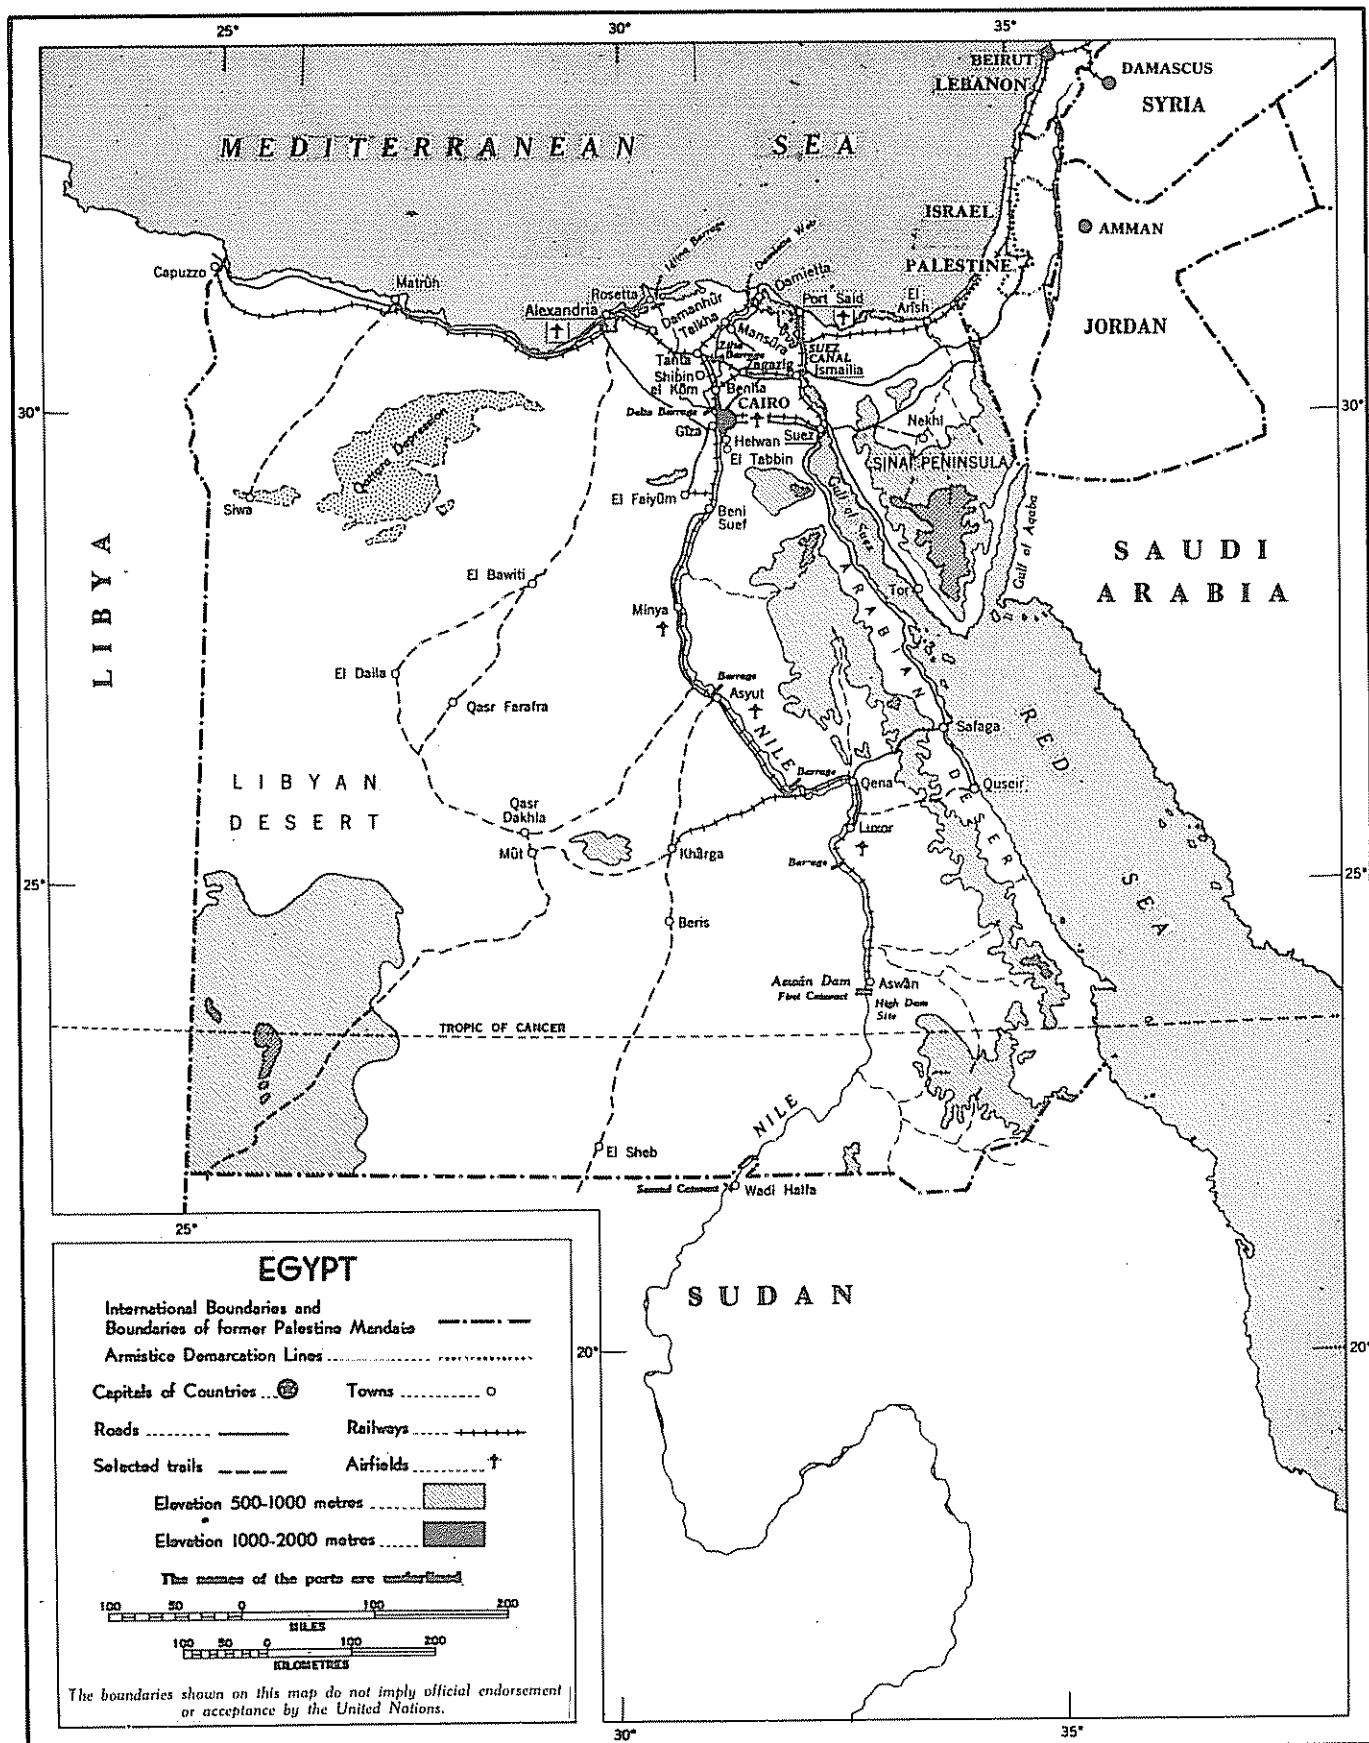 25°
30°
35°
BEIRUT
LEBANON
DAMASCUS
SYRIA
MEDITERRANEAN SEA
ISRAEL
AMMAN
PALESTINE
JORDAN
Capuzzo
Matrûh
Alexandria
Rosetta
Damanhûr
Talkha
Mansûra
Damietta
Port Said
El
Arish
Tanta
Zifta
Barrage
SUEZ
CANAL
Ismailia
Zagazig
Shibin
el Kôm
Benha
30°
Delta Barrage
CAIRO
Nekhl
30°
Gîza
Helwan
Suez
El Tabbin
SINAI PENINSULA
Qattara Depression
Siwa
El Faiyûm
Beni
Suef
Gulf of Suez
Gulf of Aqaba
LIBYA
SAUDI
ARABIA
El Bawiti
Minya
Tor
ARABIAN DESERT
El Daila
Qasr Farafra
Barrage
Asyut
NILE
Safaga
RED SEA
Barrage
Qena
Quseir
LIBYAN
DESERT
Qasr
Dakhla
Mût
Khârga
Luxor
Barrage
25°
25°
Beris
Aswân Dam
Aswân
First Cataract
High Dam
Site
TROPIC OF CANCER
NILE
El Sheb
Second Cataract
Wadi Halfa
25°
SUDAN
20°
20°
EGYPT
International Boundaries and
Boundaries of former Palestine Mandate
Armistice Demarcation Lines
Capitals of Countries
Towns
Roads
Railways
Selected trails
Airfields
Elevation 500-1000 metres
Elevation 1000-2000 metres
The names of the ports are underlined
100 50 0 100 200
MILES
100 50 0 100 200
KILOMETRES
The boundaries shown on this map do not imply official endorsement
or acceptance by the United Nations.
30°
35°